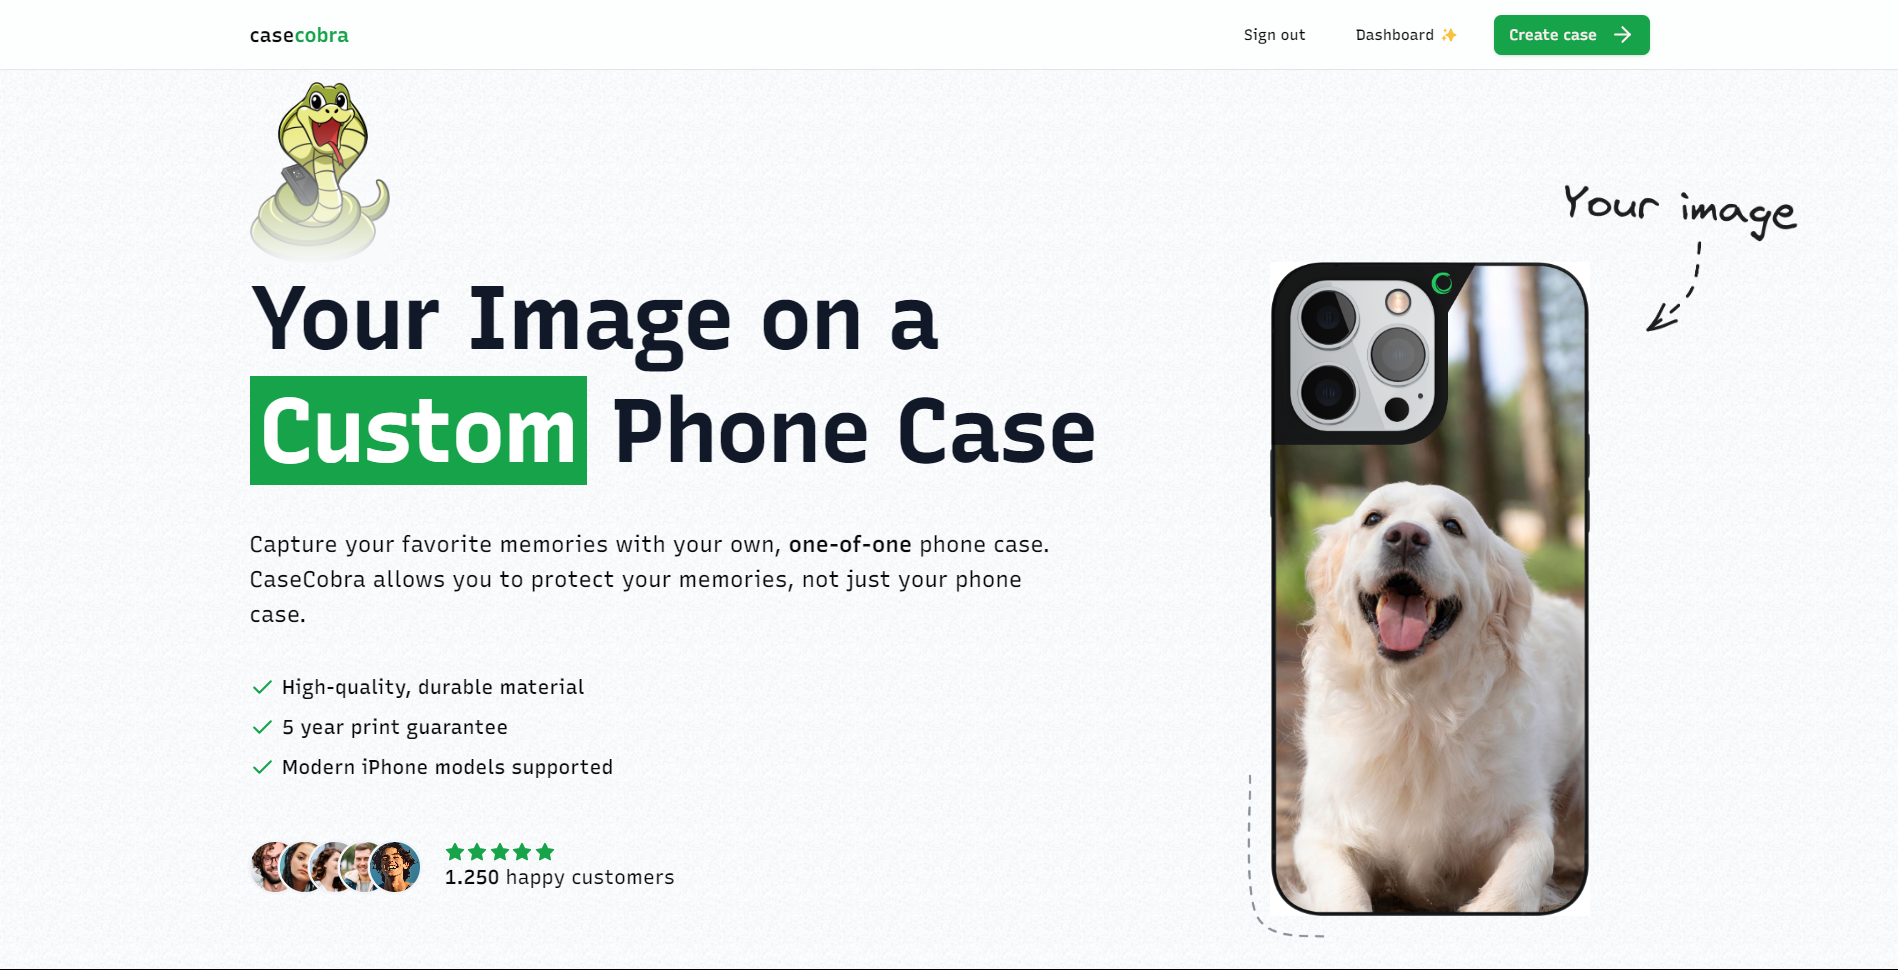 casecobra
Sign out
Dashboard ✨
Create case
Your image
Your Image on a
Custom Phone Case
Capture your favorite memories with your own, one-of-one phone case.
CaseCobra allows you to protect your memories, not just your phone
case.
High-quality, durable material
5 year print guarantee
Modern iPhone models supported
1.250 happy customers